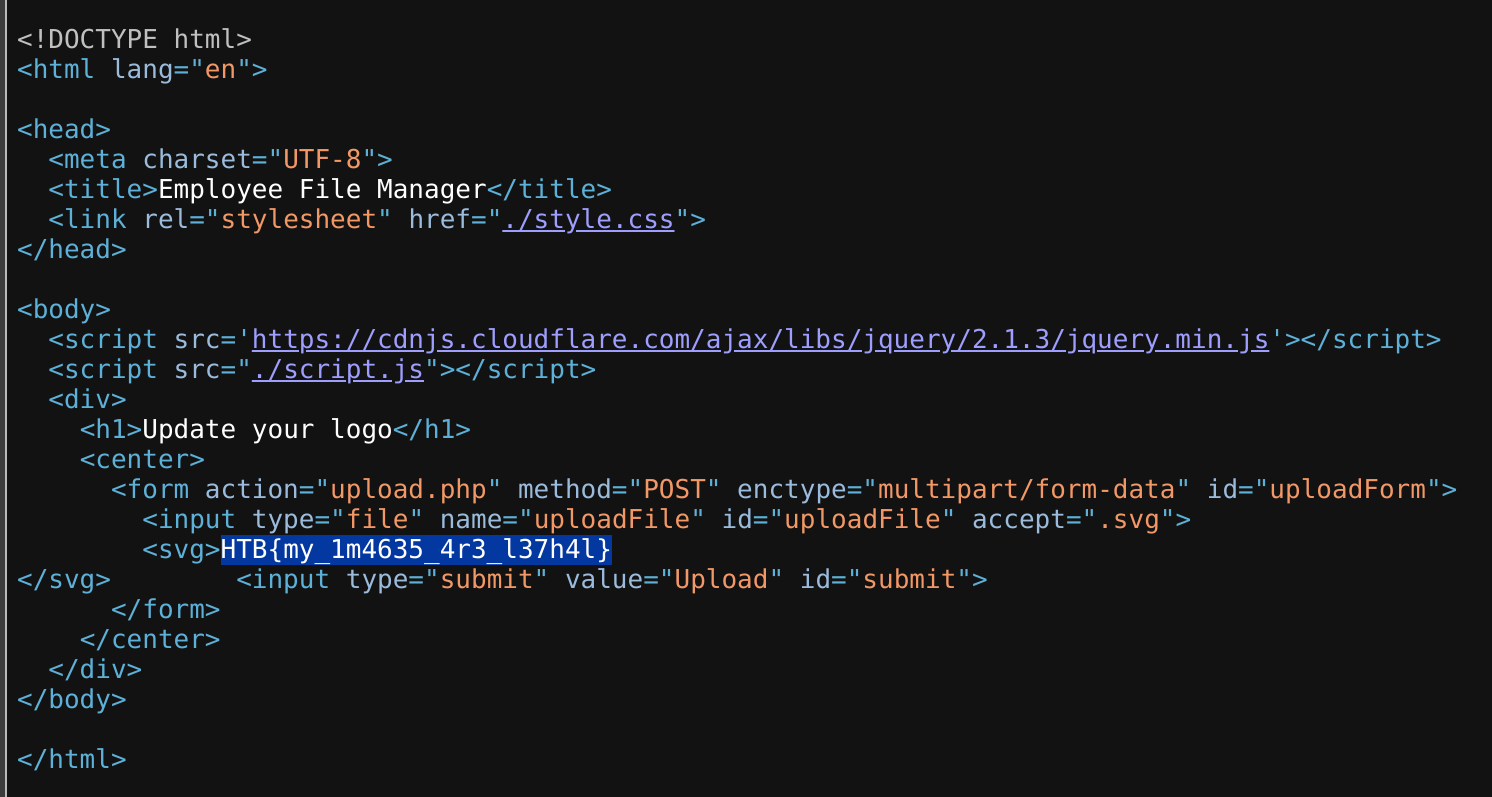 <!DOCTYPE html>
<html lang="en">
<head>
<meta charset="UTF-8">
<title>Employee File Manager</title>
<link rel="stylesheet" href="./style.css">
</head>
<body>
<script src='https://cdnjs.cloudflare.com/ajax/libs/jquery/2.1.3/jquery.min.js'></script>
<script src="./script.js"></script>
<div>
<h1>Update your logo</h1>
<center>
<form action="upload.php" method="POST" enctype="multipart/form-data" id="uploadForm">
<input type="file" name="uploadFile" id="uploadFile" accept=".svg">
<svg>HTB{my_1m4635_4r3_l37h4l}
</svg>        <input type="submit" value="Upload" id="submit">
</form>
</center>
</div>
</body>
</html>